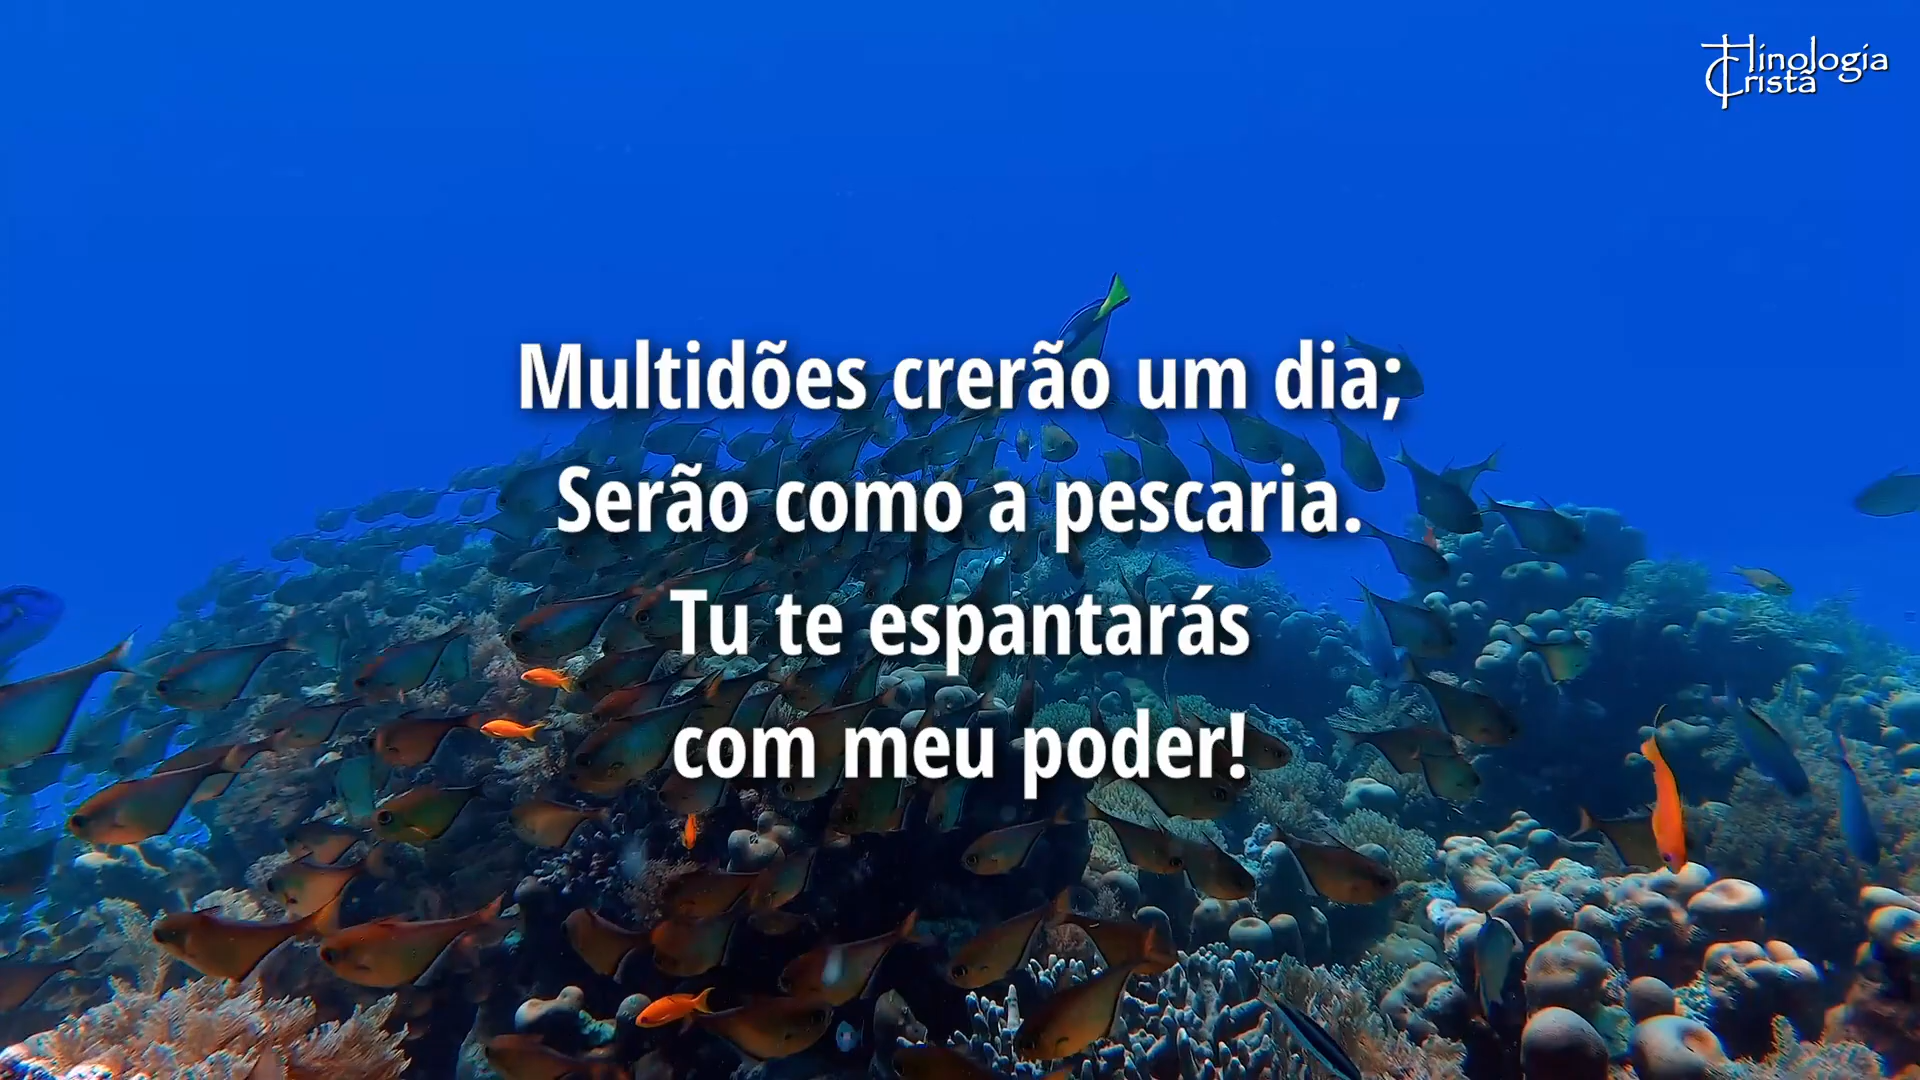 Hinologia
Cristã
Multidões crerão um dia;
Serão como a pescaria.
Tu te espantarás
com meu poder!